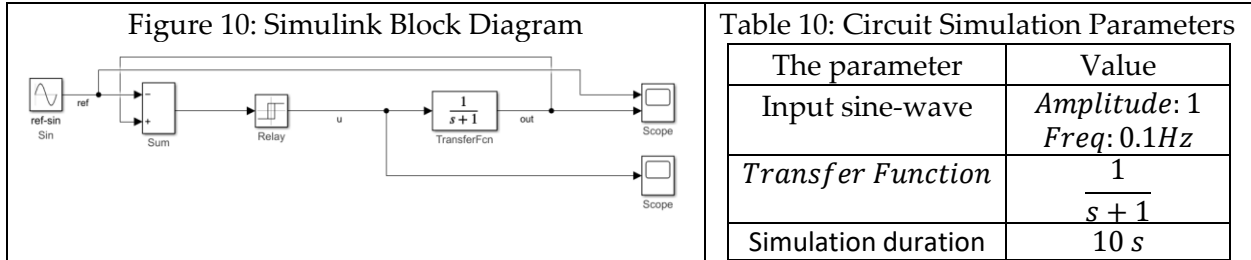 Figure 10: Simulink Block Diagram
ref-sin
Sin
ref
−
+
Sum
Relay
u
1
s + 1
TransferFcn
out
Scope
Scope
Table 10: Circuit Simulation Parameters
The parameter Value
Input sine-wave Amplitude: 1
Freq: 0.1Hz
Transfer Function 1
s + 1
Simulation duration 10 s